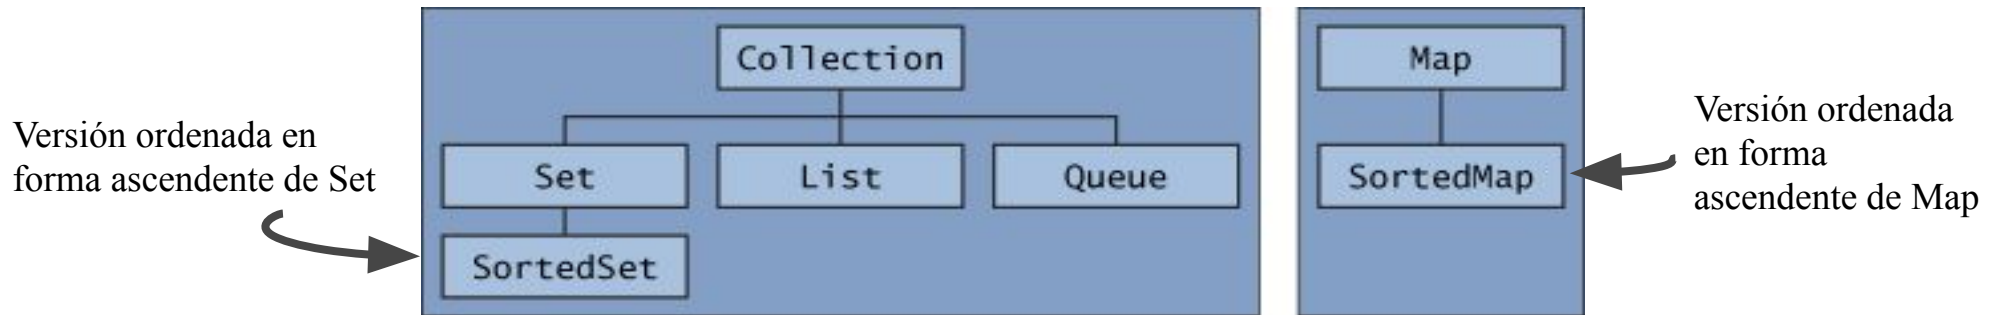 Versión ordenada en
forma ascendente de Set
Collection
Set
List
Queue
SortedSet
Map
SortedMap
Versión ordenada
en forma
ascendente de Map